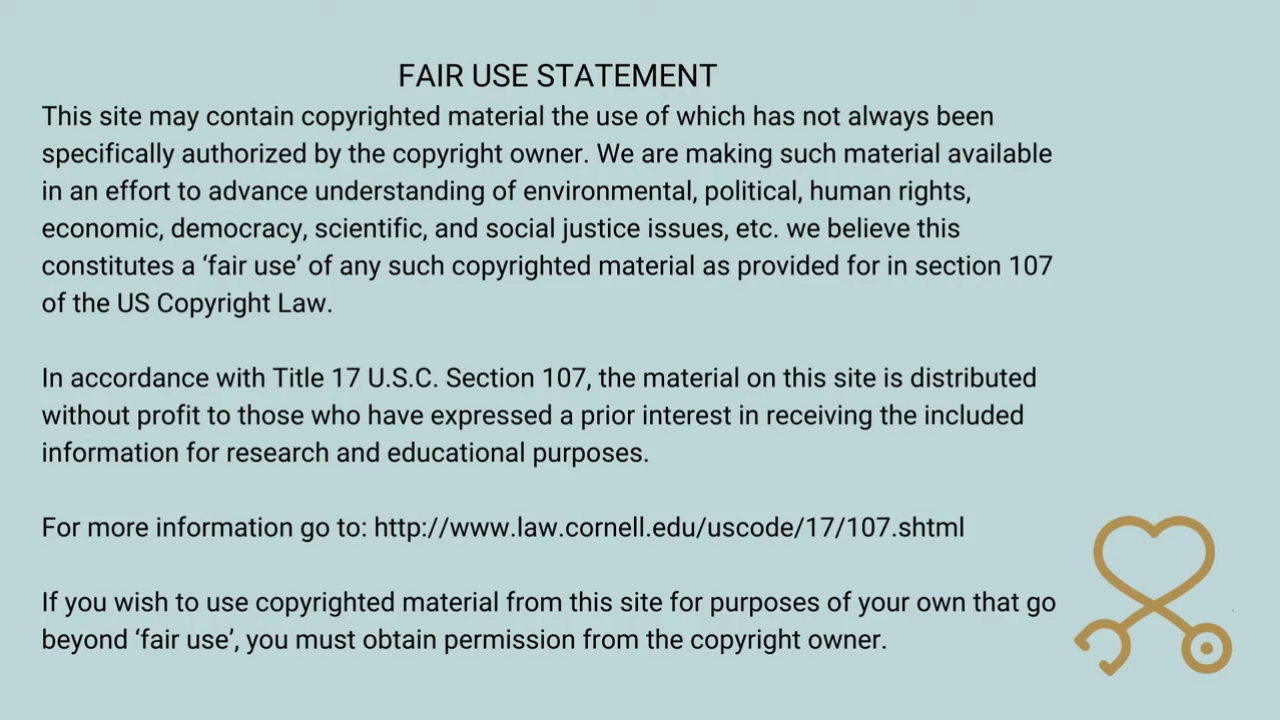 FAIR USE STATEMENT
This site may contain copyrighted material the use of which has not always been
specifically authorized by the copyright owner. We are making such material available
in an effort to advance understanding of environmental, political, human rights,
economic, democracy, scientific, and social justice issues, etc. we believe this
constitutes a ‘fair use’ of any such copyrighted material as provided for in section 107
of the US Copyright Law.
In accordance with Title 17 U.S.C. Section 107, the material on this site is distributed
without profit to those who have expressed a prior interest in receiving the included
information for research and educational purposes.
For more information go to: http://www.law.cornell.edu/uscode/17/107.shtml
If you wish to use copyrighted material from this site for purposes of your own that go
beyond ‘fair use’, you must obtain permission from the copyright owner.